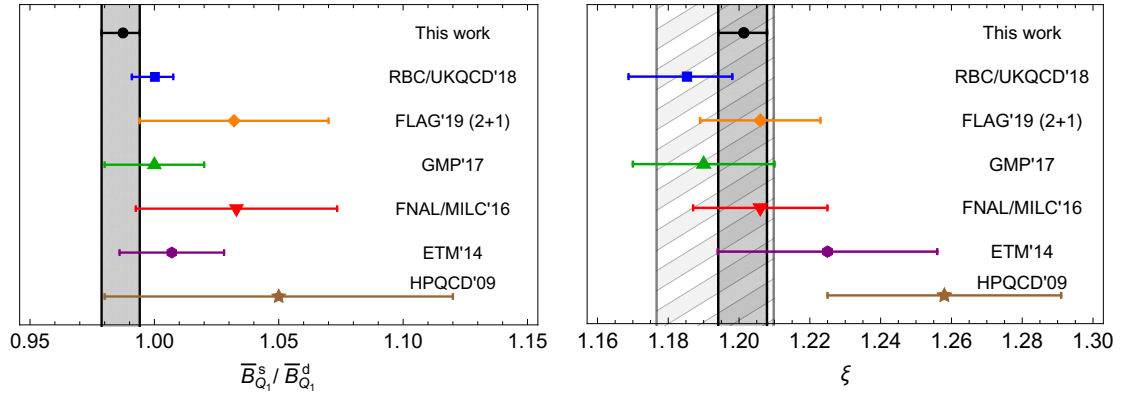 This work
RBC/UKQCD'18
FLAG'19 (2+1)
GMP'17
FNAL/MILC'16
ETM'14
HPQCD'09
0.95 1.00 1.05 1.10 1.15
B̅ˢ_Q₁ / B̅ᵈ_Q₁
This work
RBC/UKQCD'18
FLAG'19 (2+1)
GMP'17
FNAL/MILC'16
ETM'14
HPQCD'09
1.16 1.18 1.20 1.22 1.24 1.26 1.28 1.30
ξ